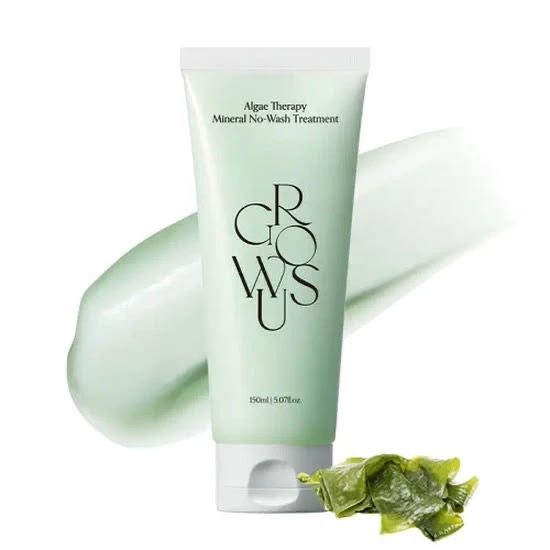 Algae Therapy
Mineral No-Wash Treatment
GROWUS
150ml | 5.07fl.oz.